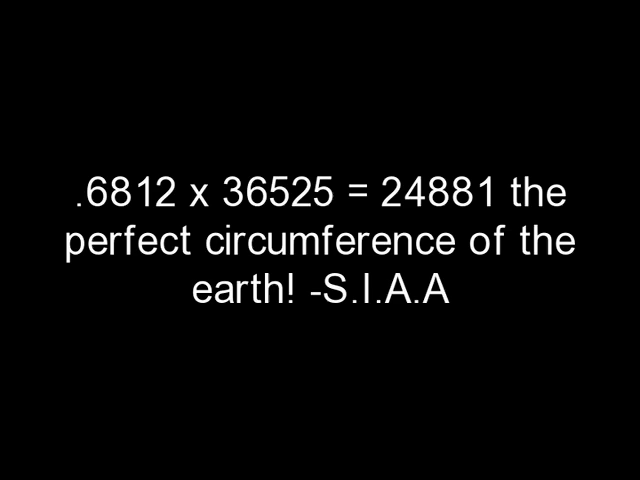 .6812 x 36525 = 24881 the
perfect circumference of the
earth! -S.I.A.A